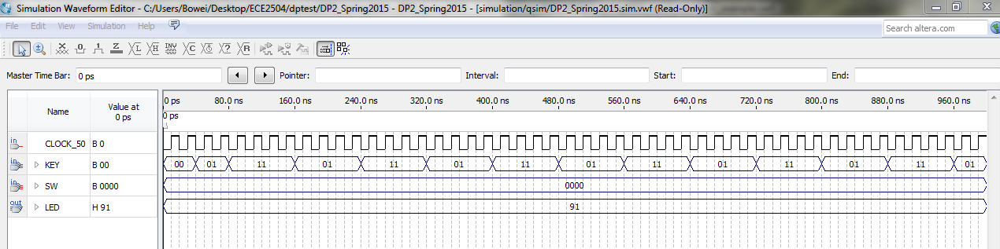 Simulation Waveform Editor - C:/Users/Bowei/Desktop/ECE2504/dptest/DP2_Spring2015 - DP2_Spring2015 - [simulation/qsim/DP2_Spring2015.sim.vwf (Read-Only)]
File Edit View Simulation Help
Search altera.com
Master Time Bar: 0 ps Pointer: Interval: Start: End:
Name Value at 0 ps
0 ps 80.0 ns 160.0 ns 240.0 ns 320.0 ns 400.0 ns 480.0 ns 560.0 ns 640.0 ns 720.0 ns 800.0 ns 880.0 ns 960.0 ns
0 ps
in CLOCK_50 B 0
in KEY B 00 00 01 11 01 11 01 11 01 11 01 11 01 11 01
in SW B 0000 0000
out LED H 91 91